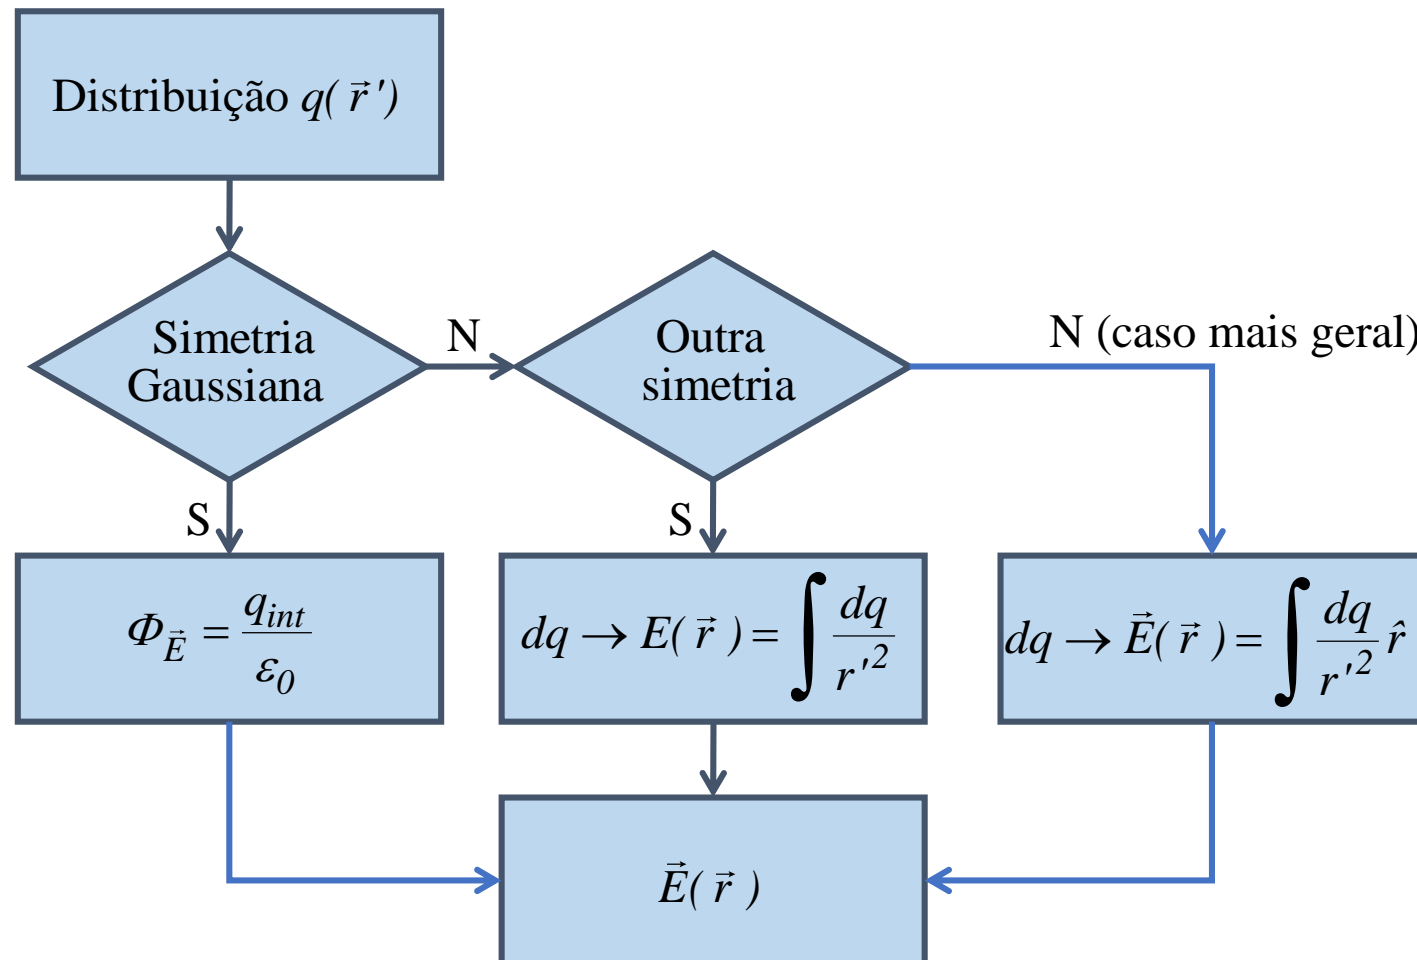 Distribuição q( r⃗ ')
Simetria
Gaussiana
N
Outra
simetria
N (caso mais geral)
S
S
Φ_E⃗ = q_int / ε_0
dq → E( r⃗ ) = ∫ dq / r'^2
dq → E⃗( r⃗ ) = ∫ dq / r'^2 r̂
E⃗( r⃗ )